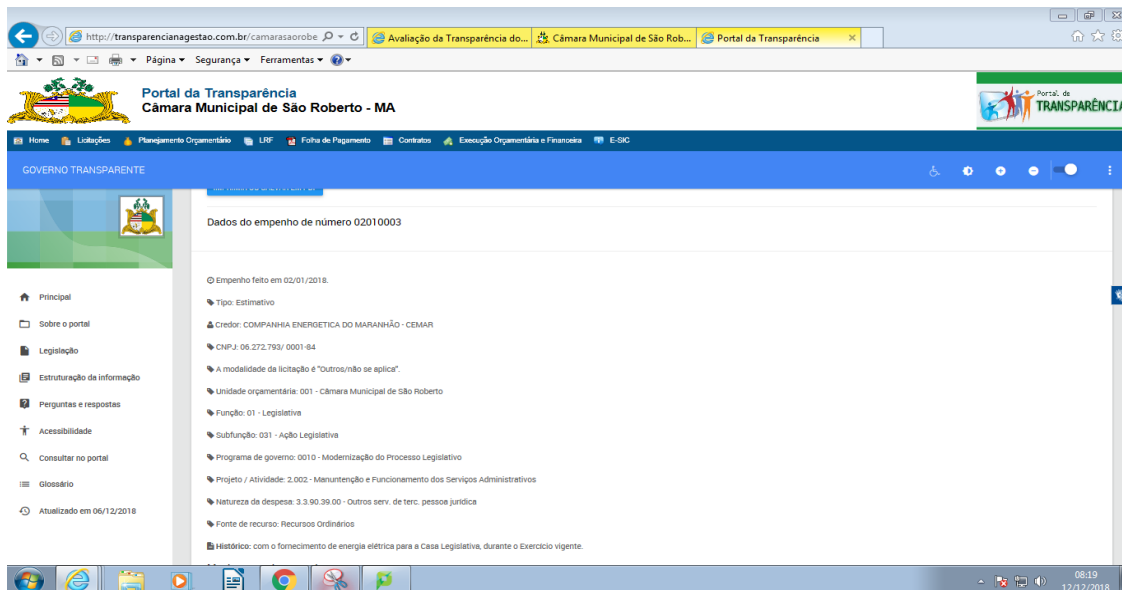 http://transparencianagestao.com.br/camarasaorobe
Avaliação da Transparência do...
Câmara Municipal de São Rob...
Portal da Transparência
Página
Segurança
Ferramentas
Portal da Transparência
Câmara Municipal de São Roberto - MA
Portal da
TRANSPARÊNCIA
Home Licitações Planejamento Orçamentário LRF Folha de Pagamento Contratos Execução Orçamentária e Financeira E-SIC
GOVERNO TRANSPARENTE
Dados do empenho de número 02010003
Empenho feito em 02/01/2018.
Tipo: Estimativo
Credor: COMPANHIA ENERGETICA DO MARANHÃO - CEMAR
CNPJ: 06.272.793/ 0001-84
A modalidade da licitação é "Outros/não se aplica".
Unidade orçamentária: 001 - Câmara Municipal de São Roberto
Função: 01 - Legislativa
Subfunção: 031 - Ação Legislativa
Programa de governo: 0010 - Modernização do Processo Legislativo
Projeto / Atividade: 2.002 - Manuntenção e Funcionamento dos Serviços Administrativos
Natureza da despesa: 3.3.90.39.00 - Outros serv. de terc. pessoa jurídica
Fonte de recurso: Recursos Ordinários
Histórico: com o fornecimento de energia elétrica para a Casa Legislativa, durante o Exercício vigente.
Principal
Sobre o portal
Legislação
Estruturação da informação
Perguntas e respostas
Acessibilidade
Consultar no portal
Glossário
Atualizado em 06/12/2018
08:19
12/12/2018